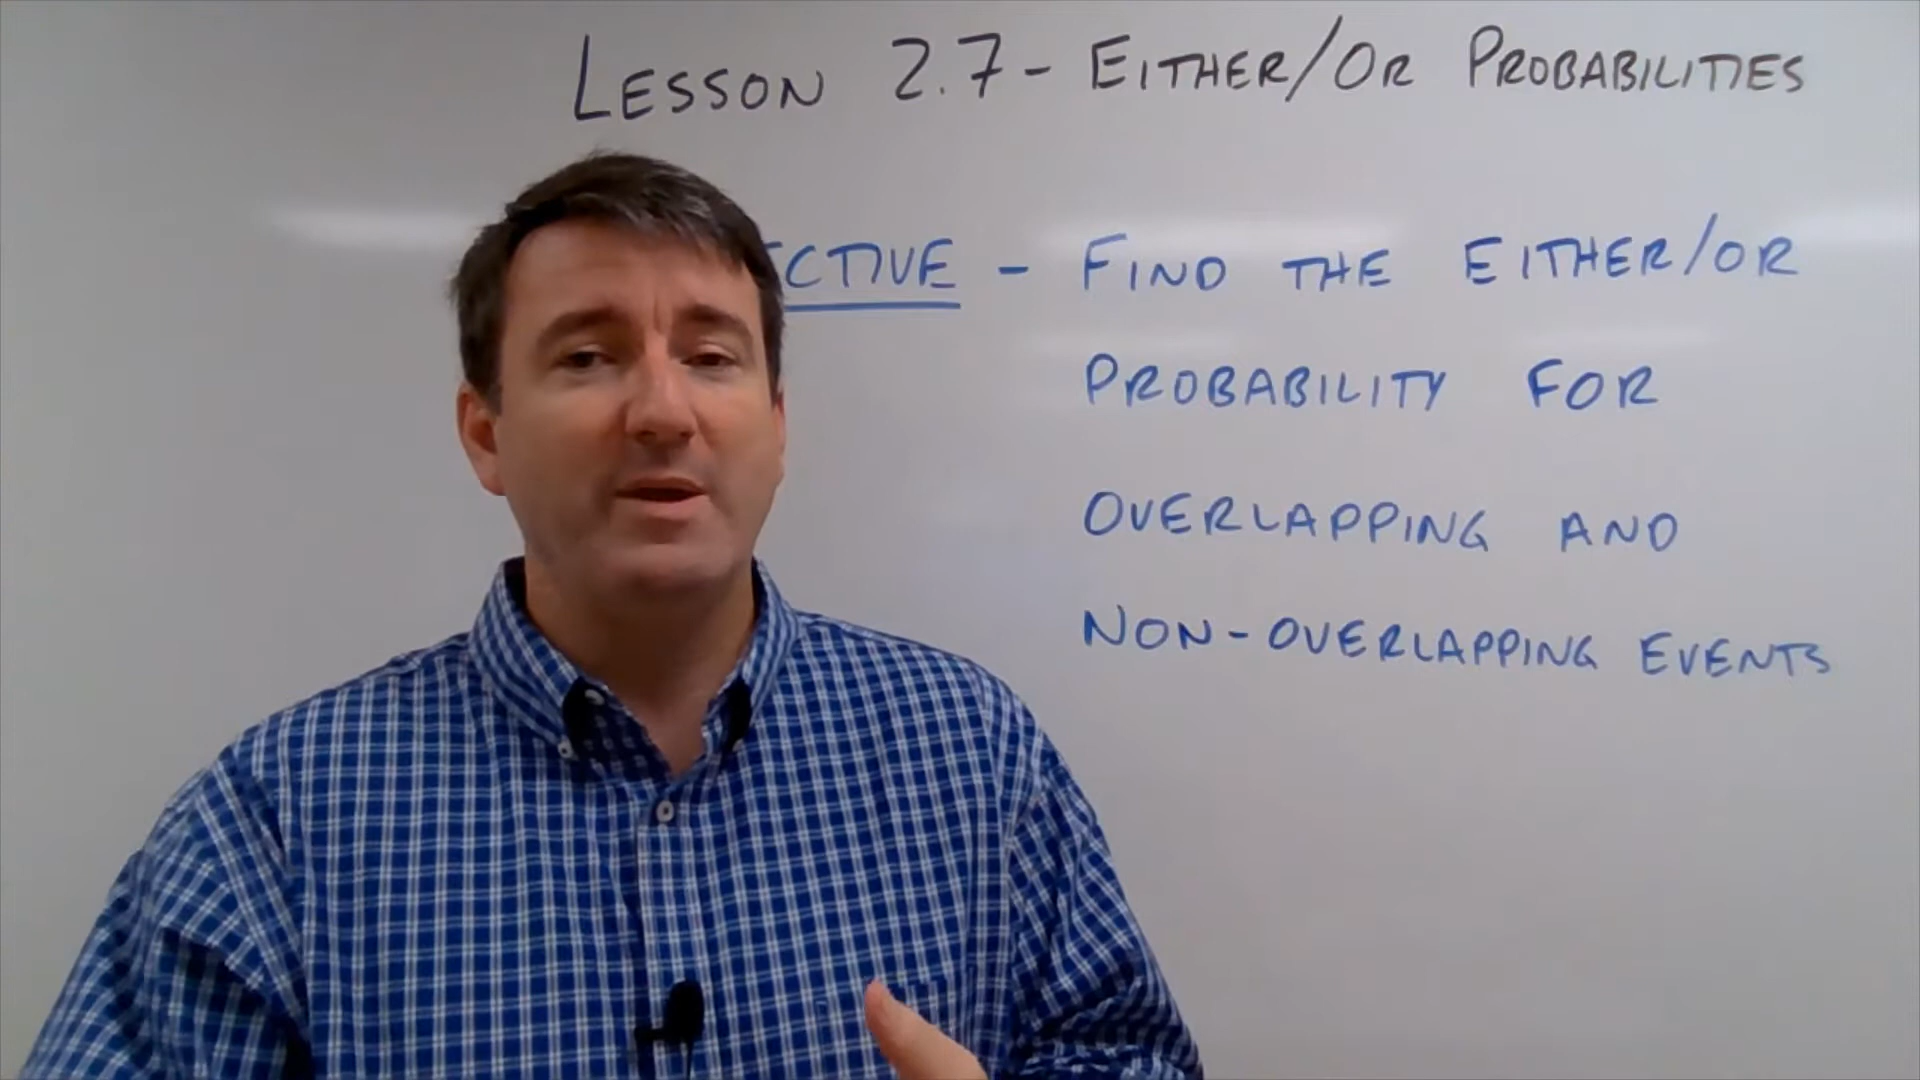 LESSON 2.7 - EITHER/OR PROBABILITIES
CTIVE - FIND THE EITHER/OR
PROBABILITY FOR
OVERLAPPING AND
NON-OVERLAPPING EVENTS